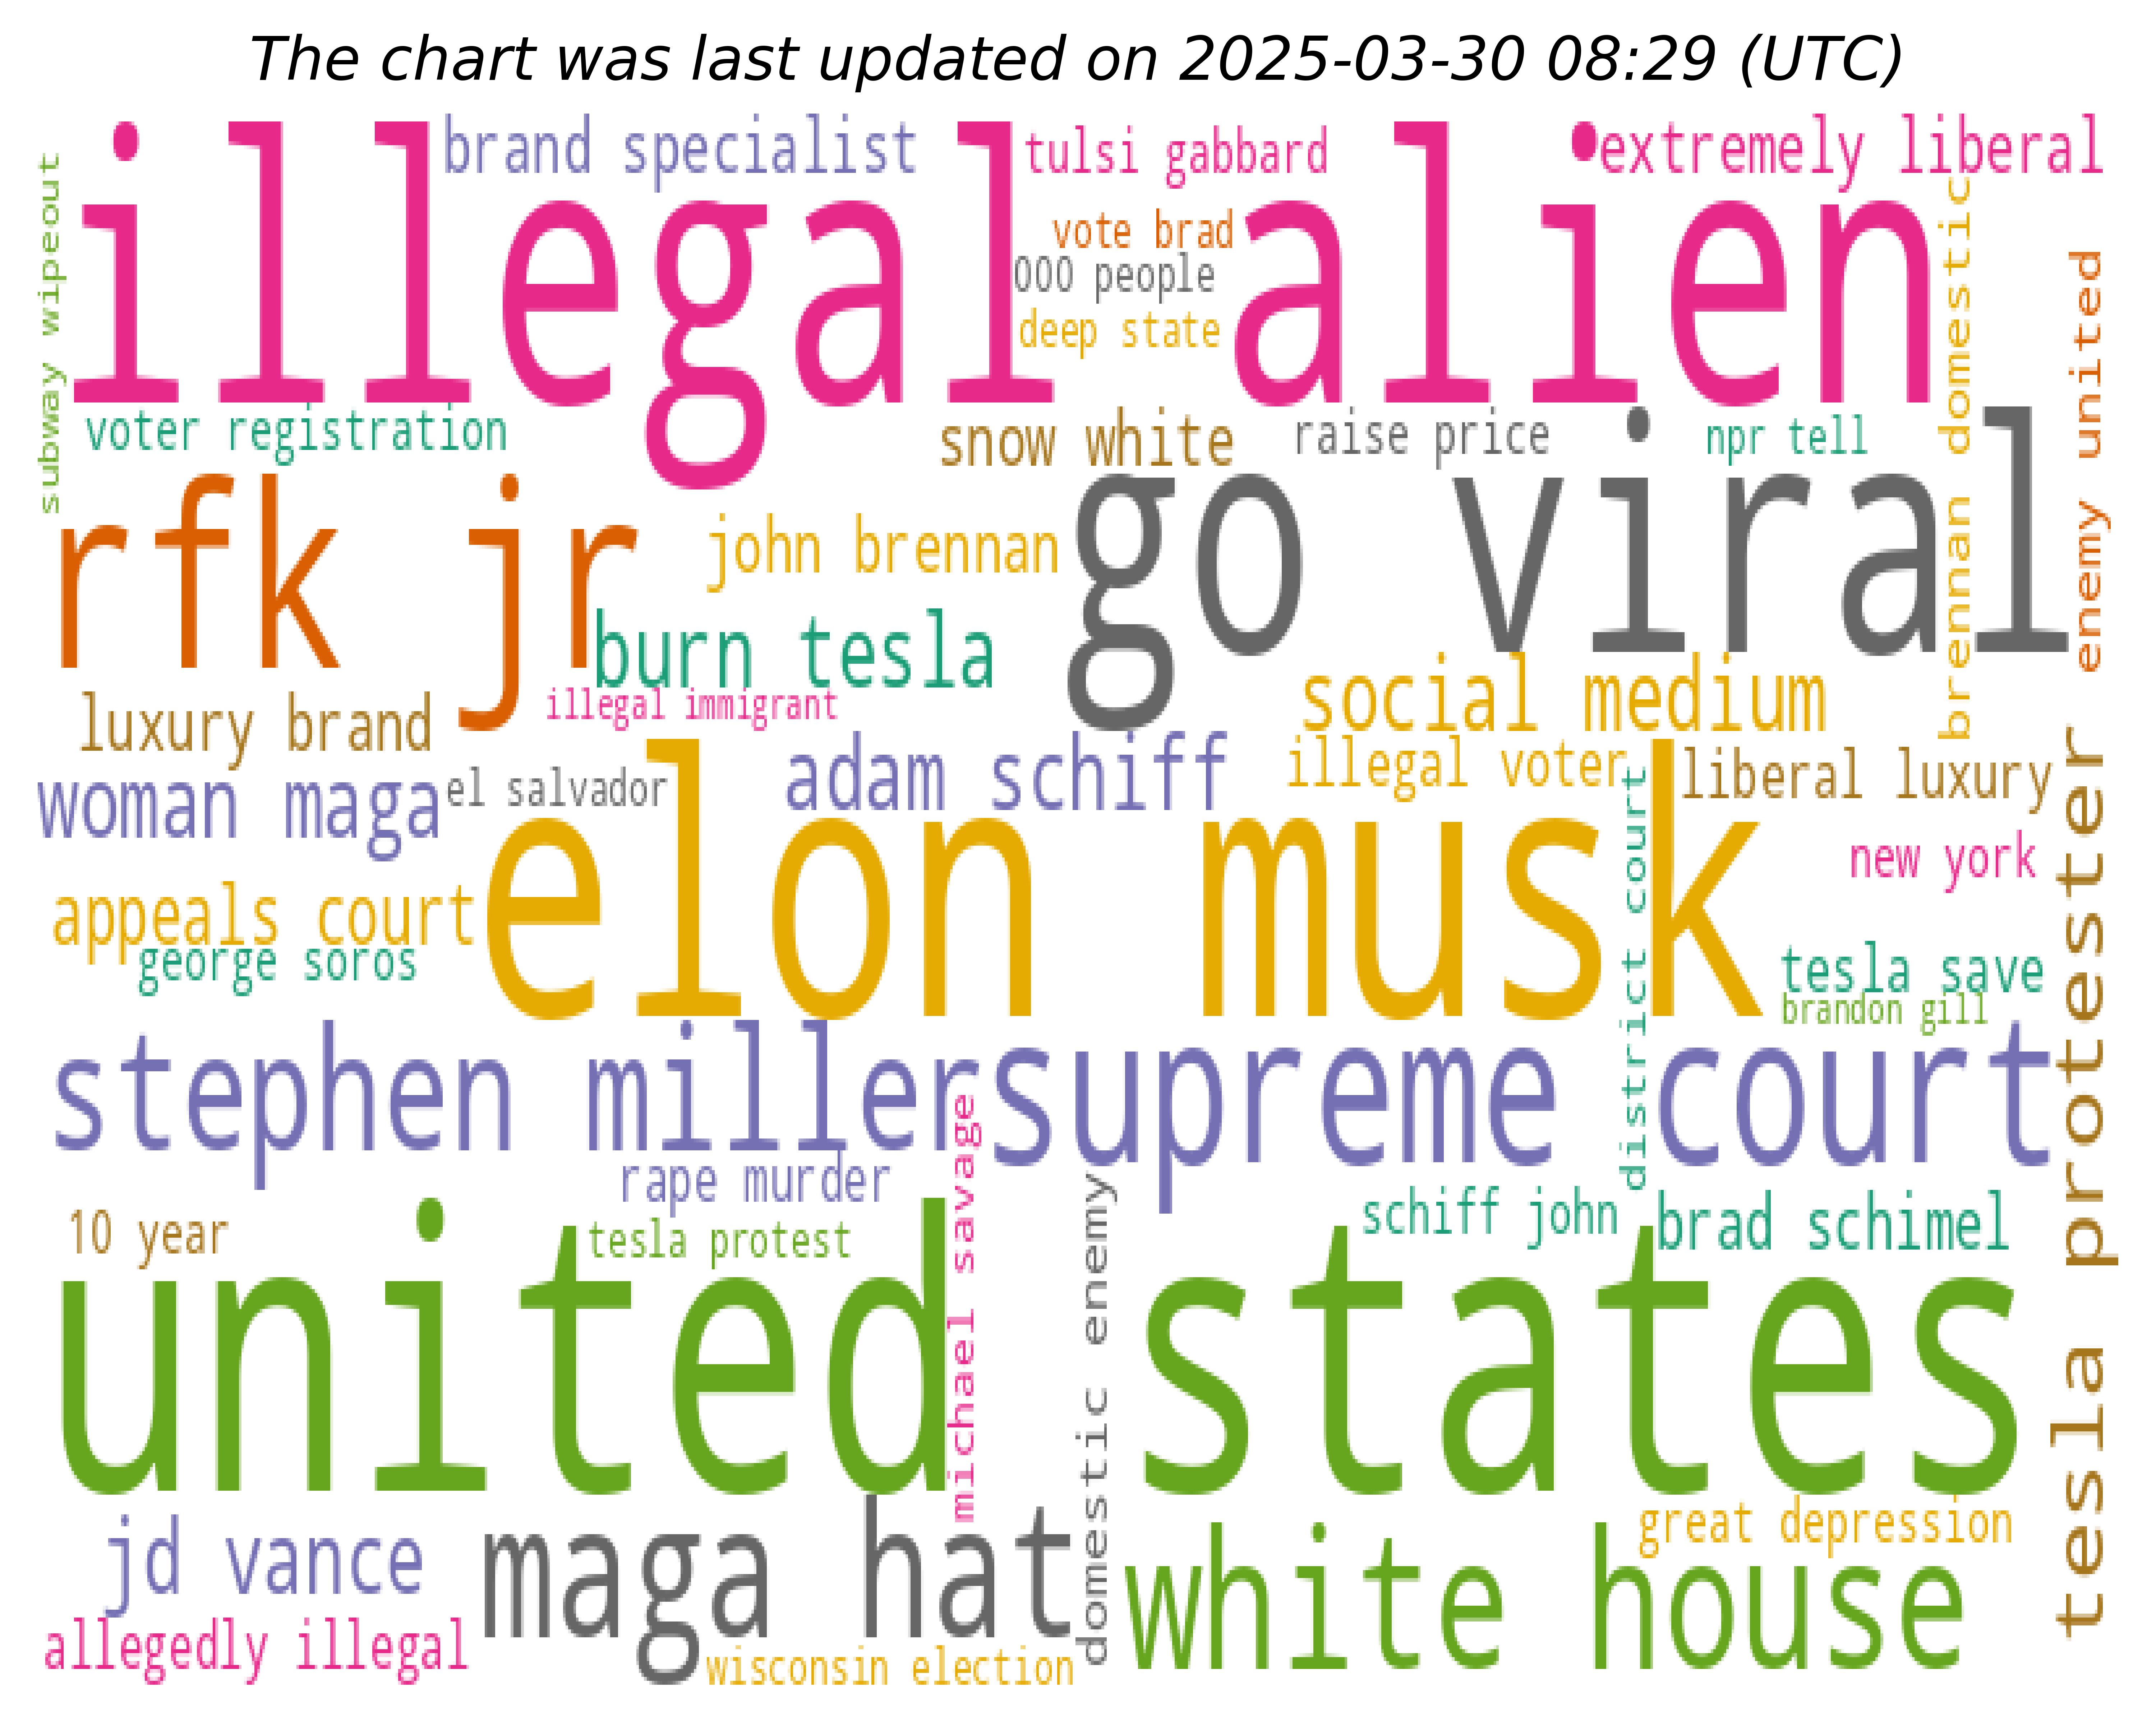 The chart was last updated on 2025-03-30 08:29 (UTC)
illegal alien
brand specialist
tulsi gabbard
extremely liberal
vote brad
000 people
deep state
subway wipeout
brennan domestic
enemy united
voter registration
snow white
raise price
npr tell
rfk jr
john brennan
go viral
burn tesla
illegal immigrant
social medium
luxury brand
woman maga
el salvador
adam schiff
illegal voter
liberal luxury
elon musk
new york
appeals court
george soros
district court
tesla save
brandon gill
tesla protester
stephen miller
supreme court
rape murder
michael savage
domestic enemy
schiff john
brad schimel
10 year
tesla protest
united states
jd vance
maga hat
great depression
white house
allegedly illegal
wisconsin election